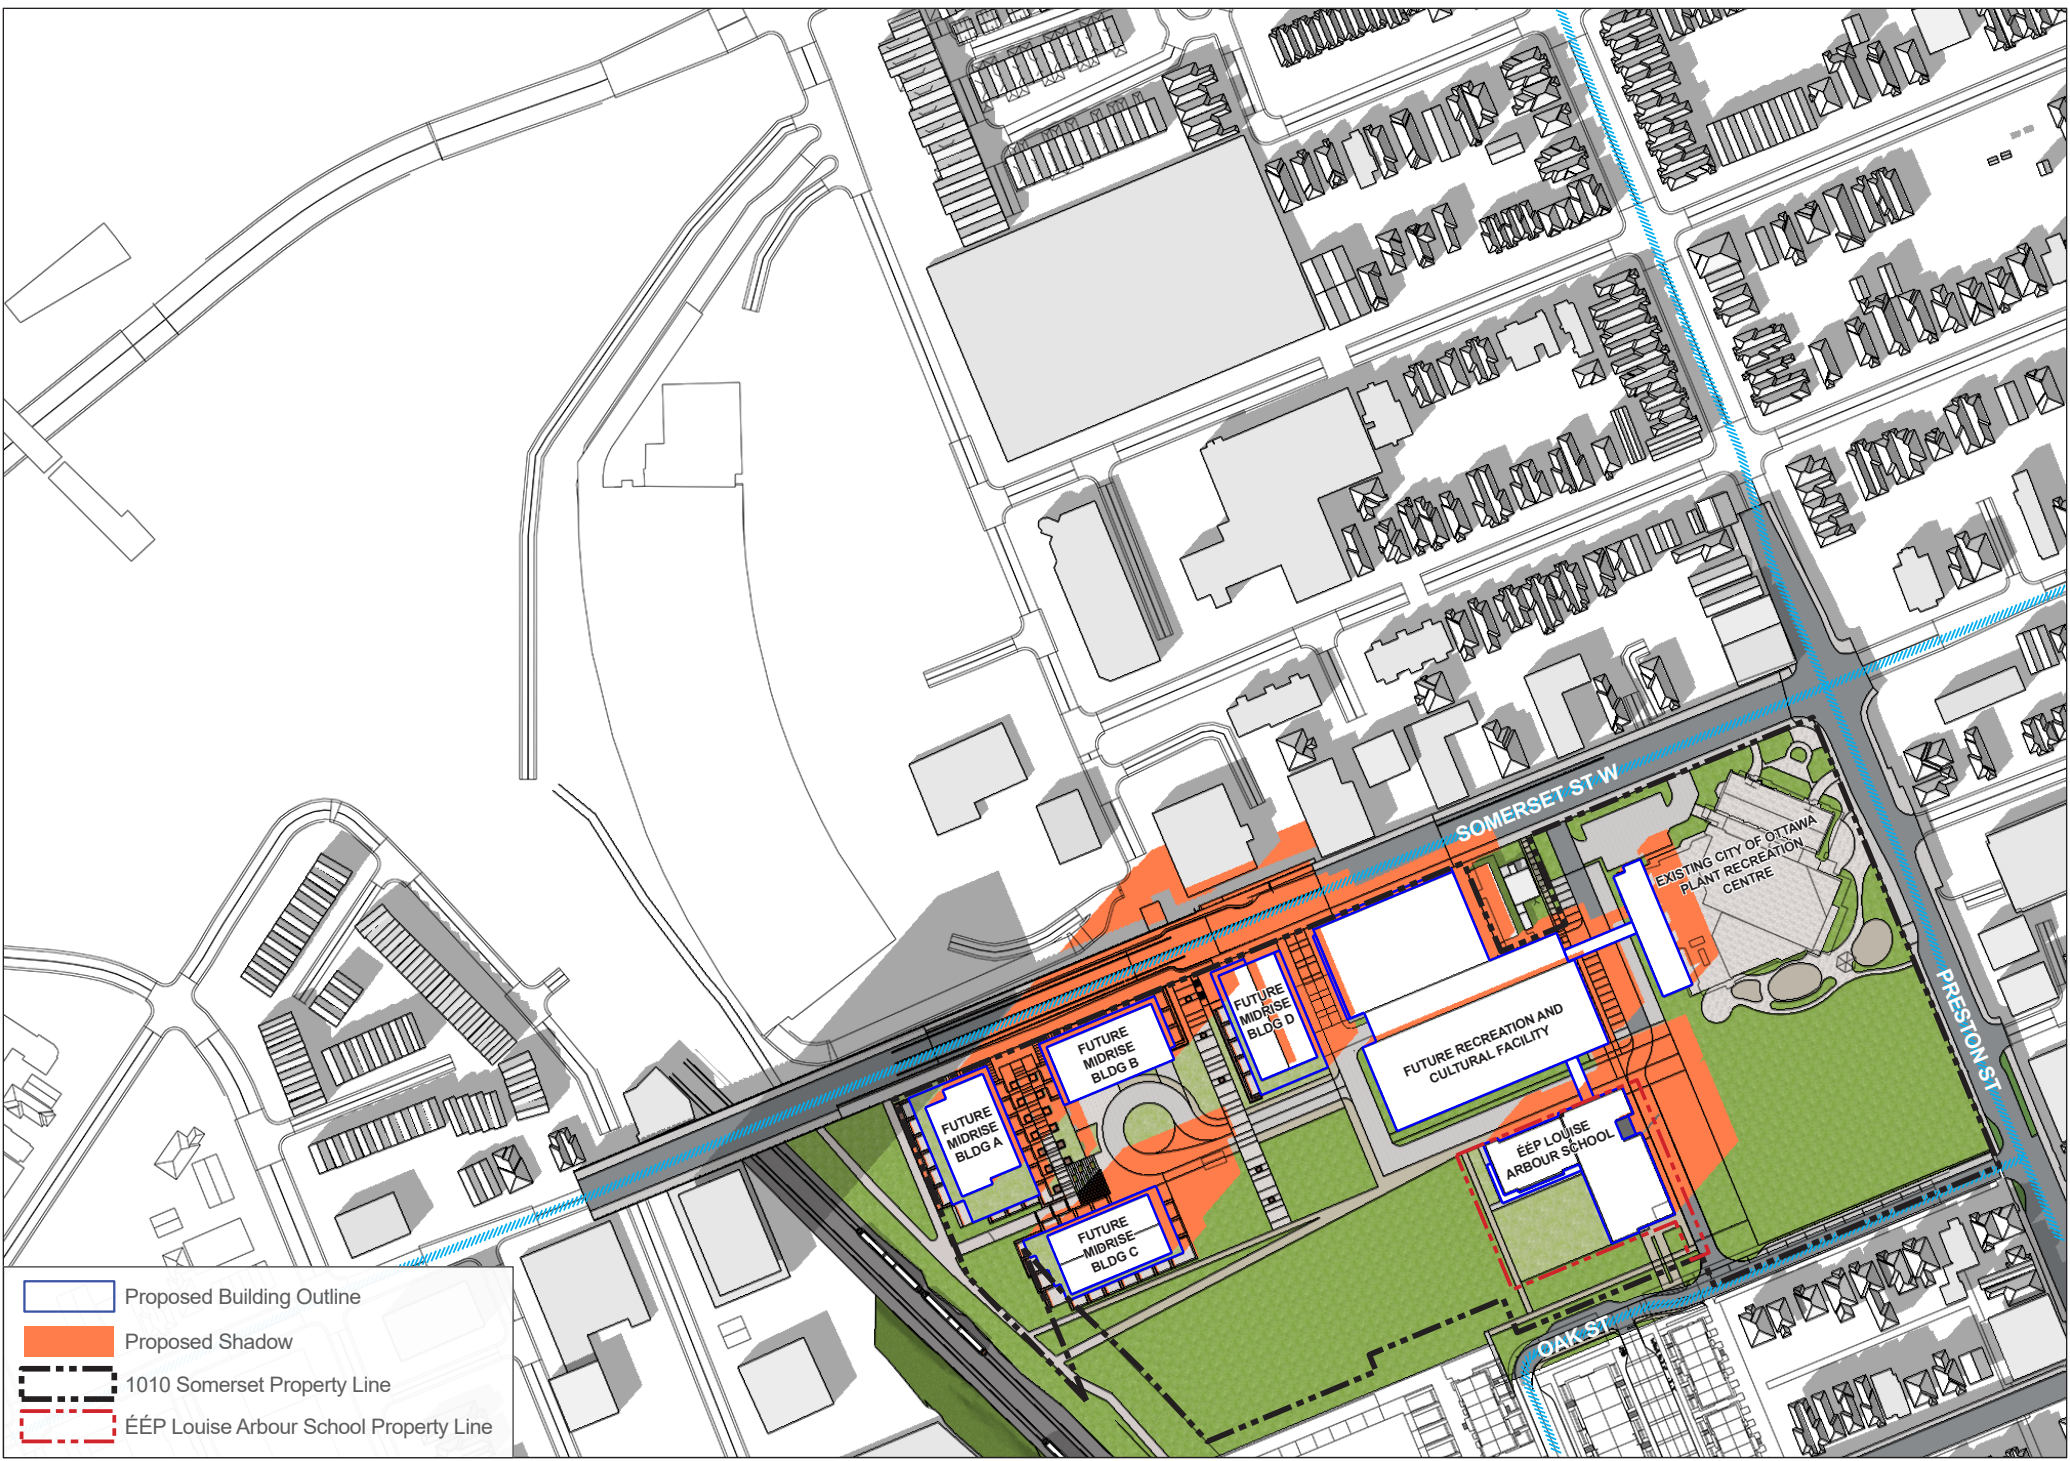 SOMERSET ST W
EXISTING CITY OF OTTAWA
PLANT RECREATION
CENTRE
PRESTON ST
FUTURE
MIDRISE
BLDG D
FUTURE
MIDRISE
BLDG B
FUTURE RECREATION AND
CULTURAL FACILITY
FUTURE
MIDRISE
BLDG A
ÉÉP LOUISE
ARBOUR SCHOOL
FUTURE
MIDRISE
BLDG C
OAK ST
Proposed Building Outline
Proposed Shadow
1010 Somerset Property Line
ÉÉP Louise Arbour School Property Line